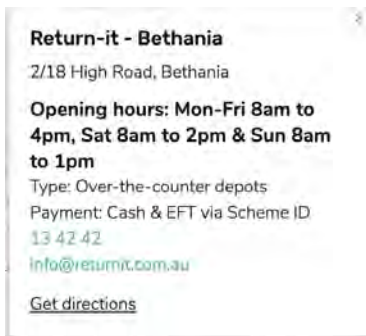 Return-it - Bethania
2/18 High Road, Bethania
Opening hours: Mon-Fri 8am to
4pm, Sat 8am to 2pm & Sun 8am
to 1pm
Type: Over-the-counter depots
Payment: Cash & EFT via Scheme ID
13 42 42
info@returnit.com.au
Get directions